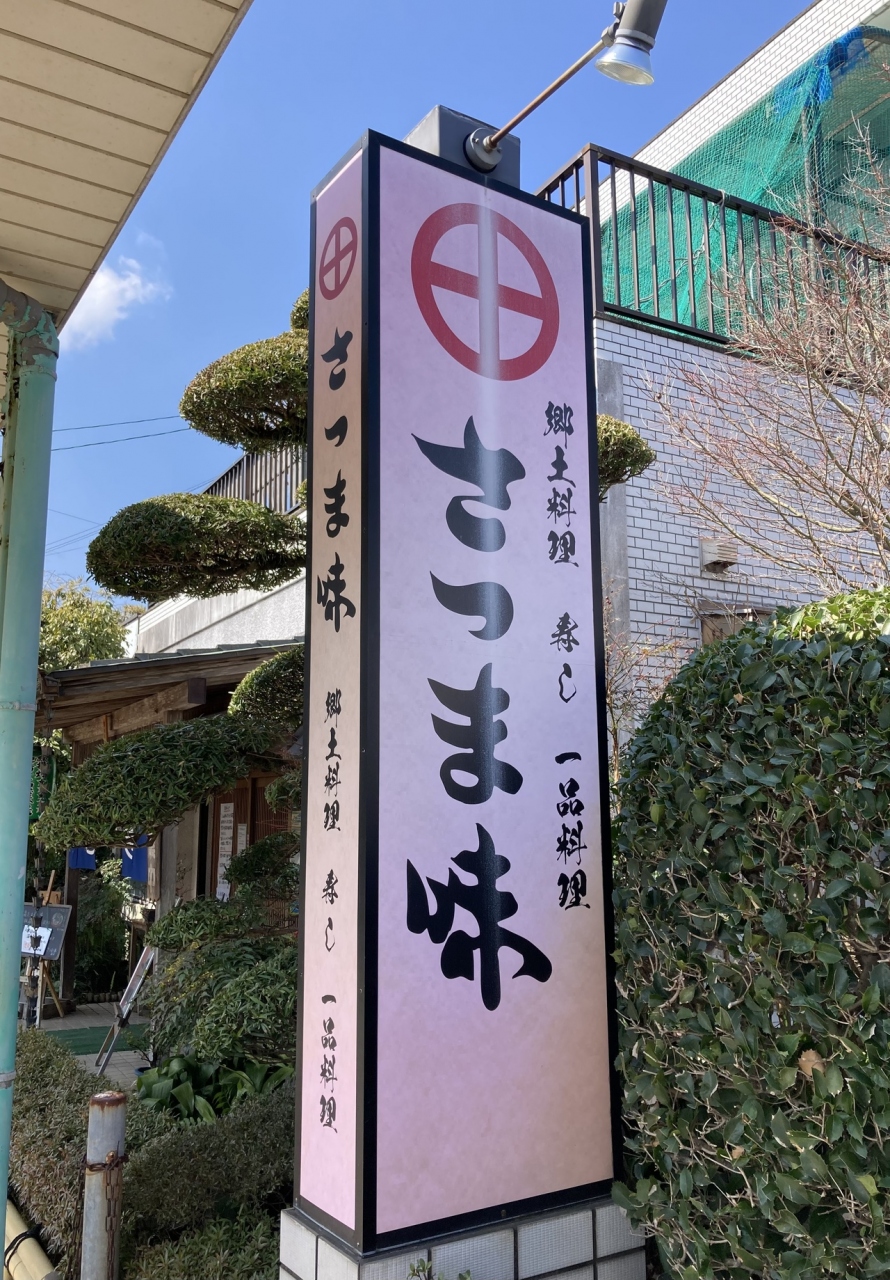 さつま味
郷土料理 寿し 一品料理
さつま味
郷土料理 寿し 一品料理